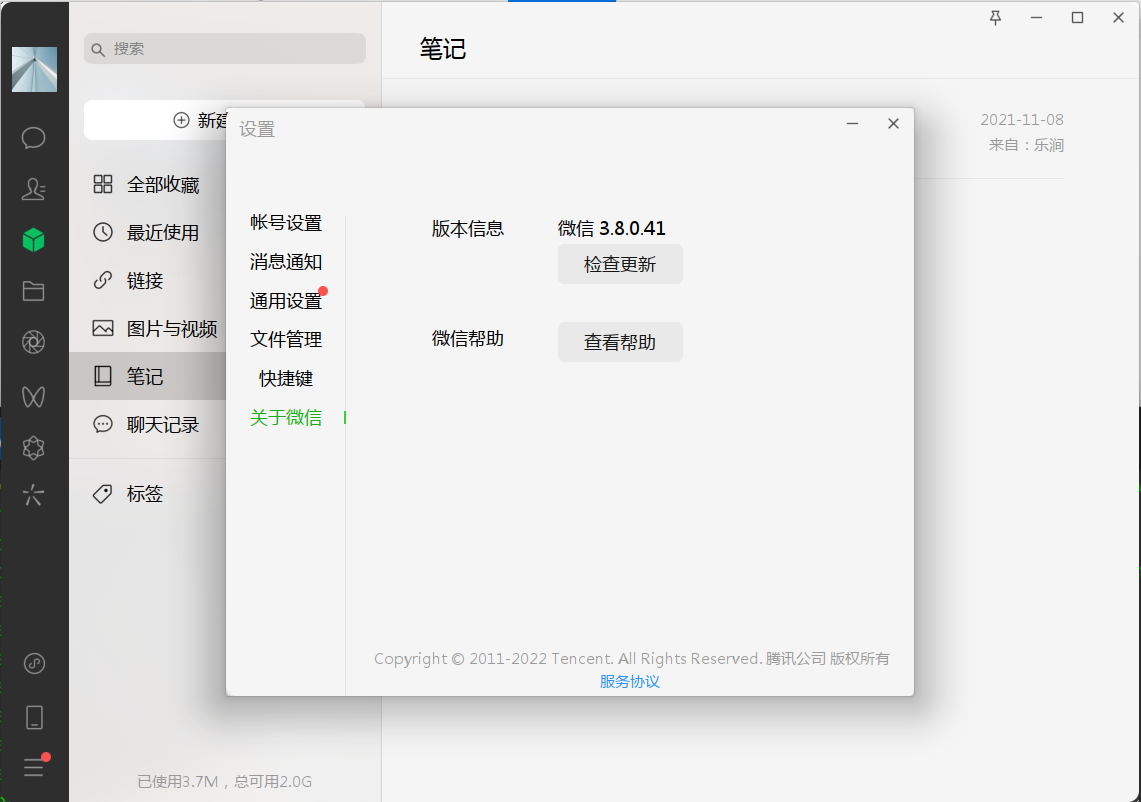 搜索
笔记
新建
2021-11-08
来自：乐涧
全部收藏
最近使用
链接
图片与视频
笔记
聊天记录
标签
已使用3.7M，总可用2.0G
设置
帐号设置
消息通知
通用设置
文件管理
快捷键
关于微信
版本信息
微信 3.8.0.41
检查更新
微信帮助
查看帮助
Copyright © 2011-2022 Tencent. All Rights Reserved. 腾讯公司 版权所有
服务协议